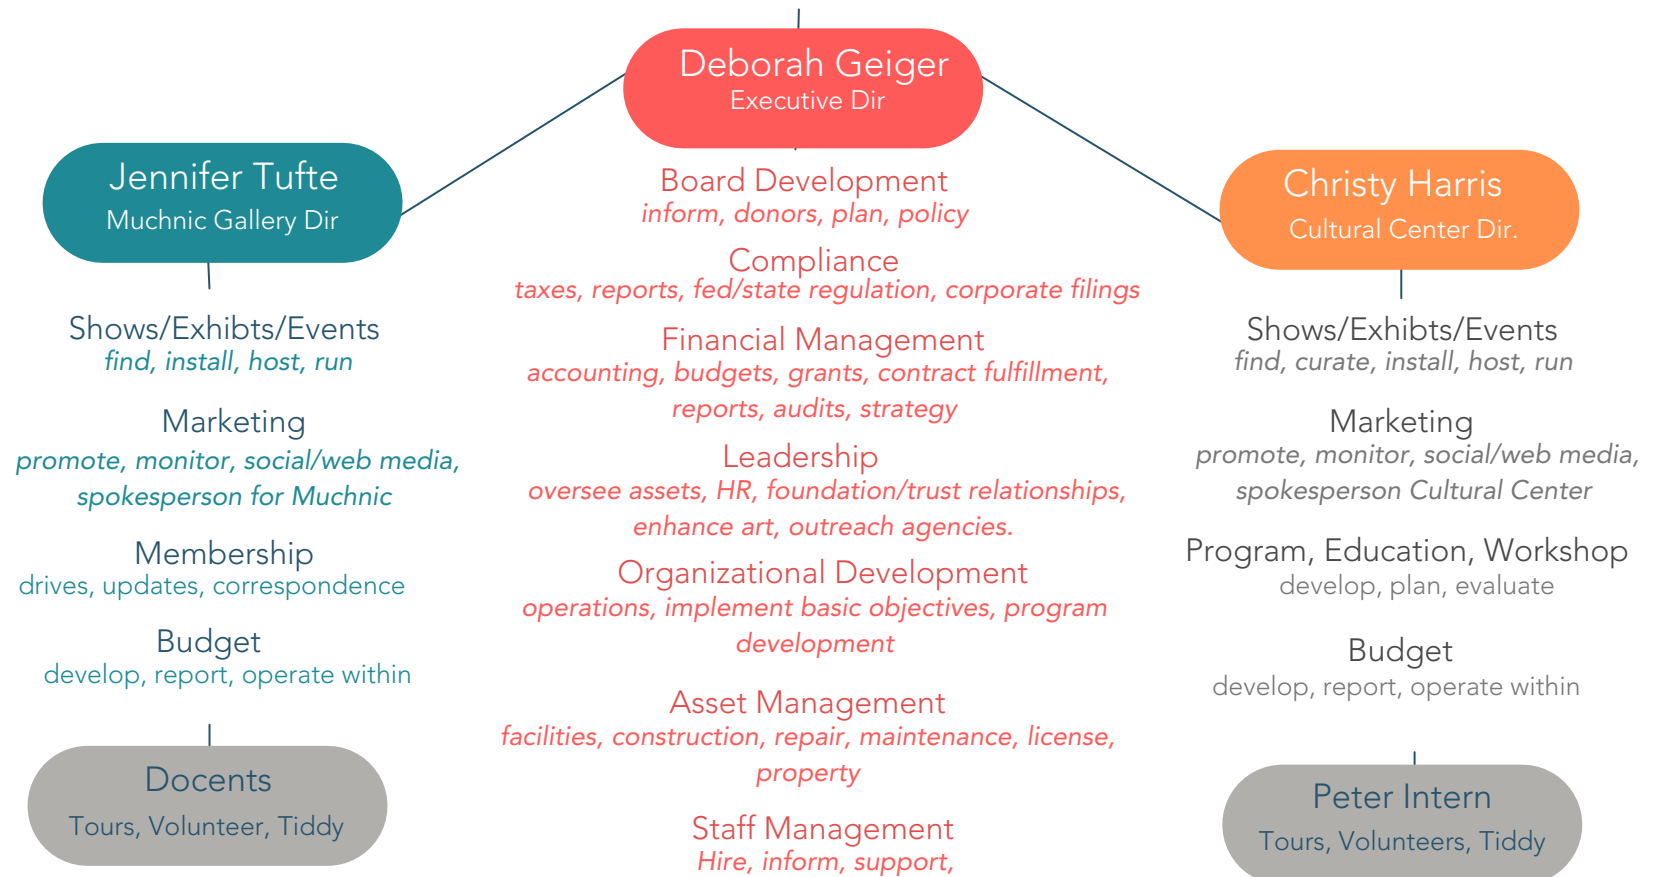 Deborah Geiger
Executive Dir
Jennifer Tufte
Muchnic Gallery Dir
Shows/Exhibts/Events
find, install, host, run
Marketing
promote, monitor, social/web media,
spokesperson for Muchnic
Membership
drives, updates, correspondence
Budget
develop, report, operate within
Docents
Tours, Volunteer, Tiddy
Board Development
inform, donors, plan, policy
Compliance
taxes, reports, fed/state regulation, corporate filings
Financial Management
accounting, budgets, grants, contract fulfillment,
reports, audits, strategy
Leadership
oversee assets, HR, foundation/trust relationships,
enhance art, outreach agencies.
Organizational Development
operations, implement basic objectives, program
development
Asset Management
facilities, construction, repair, maintenance, license,
property
Staff Management
Hire, inform, support,
Christy Harris
Cultural Center Dir.
Shows/Exhibts/Events
find, curate, install, host, run
Marketing
promote, monitor, social/web media,
spokesperson Cultural Center
Program, Education, Workshop
develop, plan, evaluate
Budget
develop, report, operate within
Peter Intern
Tours, Volunteers, Tiddy